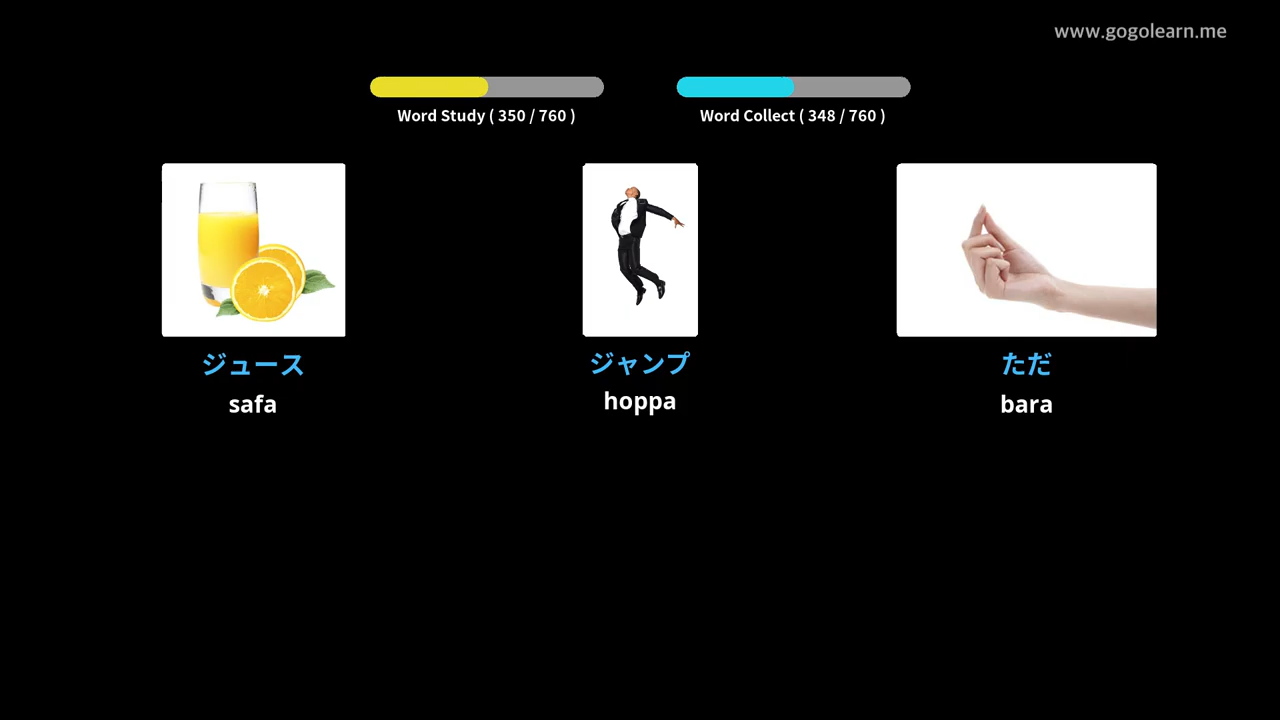 www.gogolearn.me
Word Study ( 350 / 760 )
Word Collect ( 348 / 760 )
ジュース
ジャンプ
ただ
safa
hoppa
bara